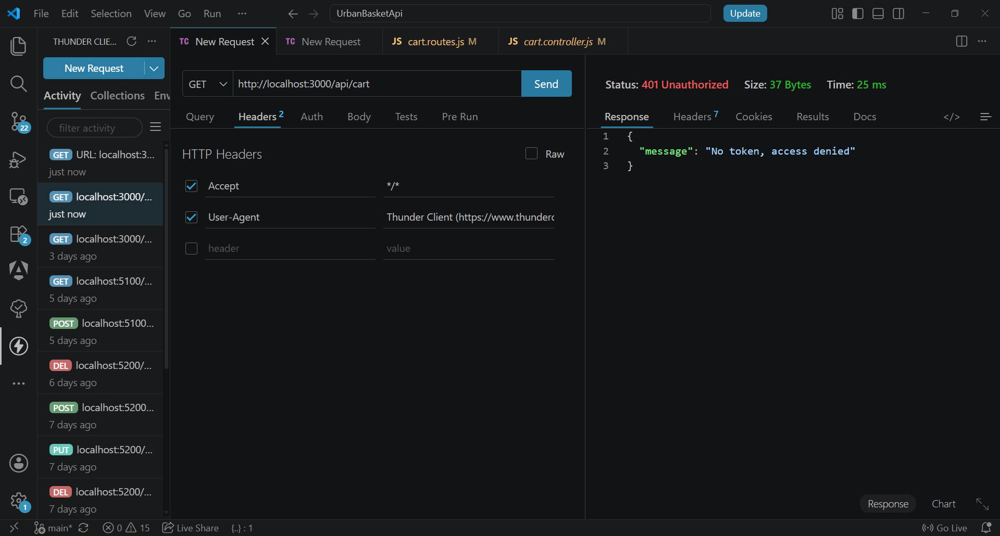 File Edit Selection View Go Run ···
UrbanBasketApi
Update
THUNDER CLIE... ···
New Request
Activity Collections Env
filter activity
GET URL: localhost:3...
just now
GET localhost:3000/...
just now
GET localhost:3000/...
3 days ago
GET localhost:5100/...
5 days ago
POST localhost:5100...
5 days ago
DEL localhost:5200/...
6 days ago
POST localhost:5200...
7 days ago
PUT localhost:5200/...
7 days ago
DEL localhost:5200/...
7 days ago
22
2
1
TC New Request
TC New Request
JS cart.routes.js M
JS cart.controller.js M
GET http://localhost:3000/api/cart Send
Query Headers 2 Auth Body Tests Pre Run
HTTP Headers Raw
Accept */*
User-Agent Thunder Client (https://www.thunderc
header value
Status: 401 Unauthorized Size: 37 Bytes Time: 25 ms
Response Headers 7 Cookies Results Docs </>
1 {
2 "message": "No token, access denied"
3 }
Response Chart
main* 0 15 Live Share {..} : 1 Go Live